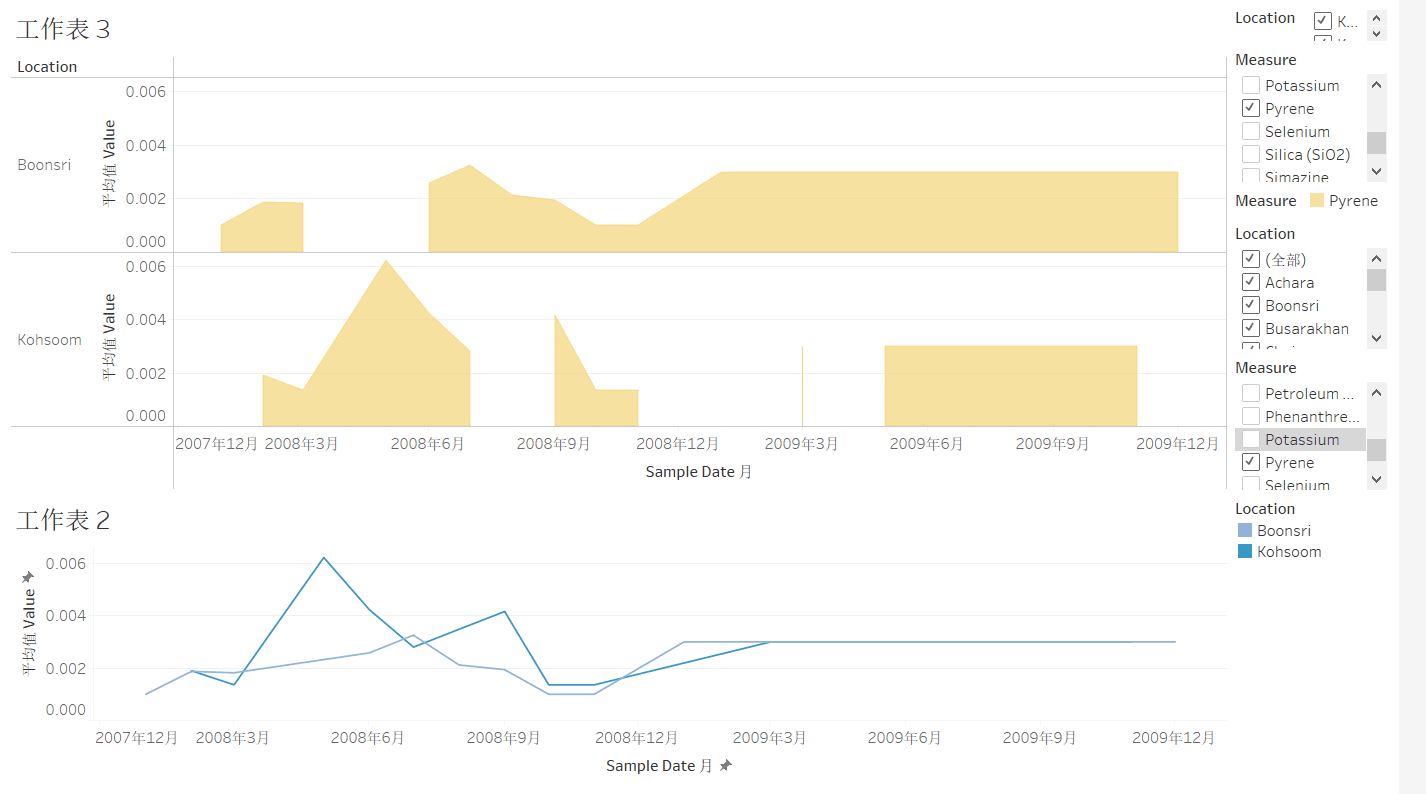 工作表 3
Location
Boonsri
平均值 Value
0.006
0.004
0.002
0.000
Kohsoom
平均值 Value
0.006
0.004
0.002
0.000
2007年12月 2008年3月 2008年6月 2008年9月 2008年12月 2009年3月 2009年6月 2009年9月 2009年12月
Sample Date 月
工作表 2
平均值 Value
0.006
0.004
0.002
0.000
2007年12月 2008年3月 2008年6月 2008年9月 2008年12月 2009年3月 2009年6月 2009年9月 2009年12月
Sample Date 月
Location
K...
Measure
Potassium
Pyrene
Selenium
Silica (SiO2)
Simazine
Measure Pyrene
Location
(全部)
Achara
Boonsri
Busarakhan
Measure
Petroleum ...
Phenanthre...
Potassium
Pyrene
Selenium
Location
Boonsri
Kohsoom